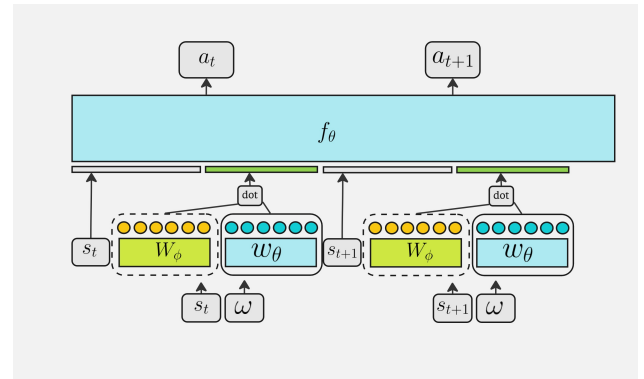 a_t a_{t+1}
f_θ
dot dot
s_t W_ϕ w_θ s_{t+1} W_ϕ w_θ
s_t ω s_{t+1} ω